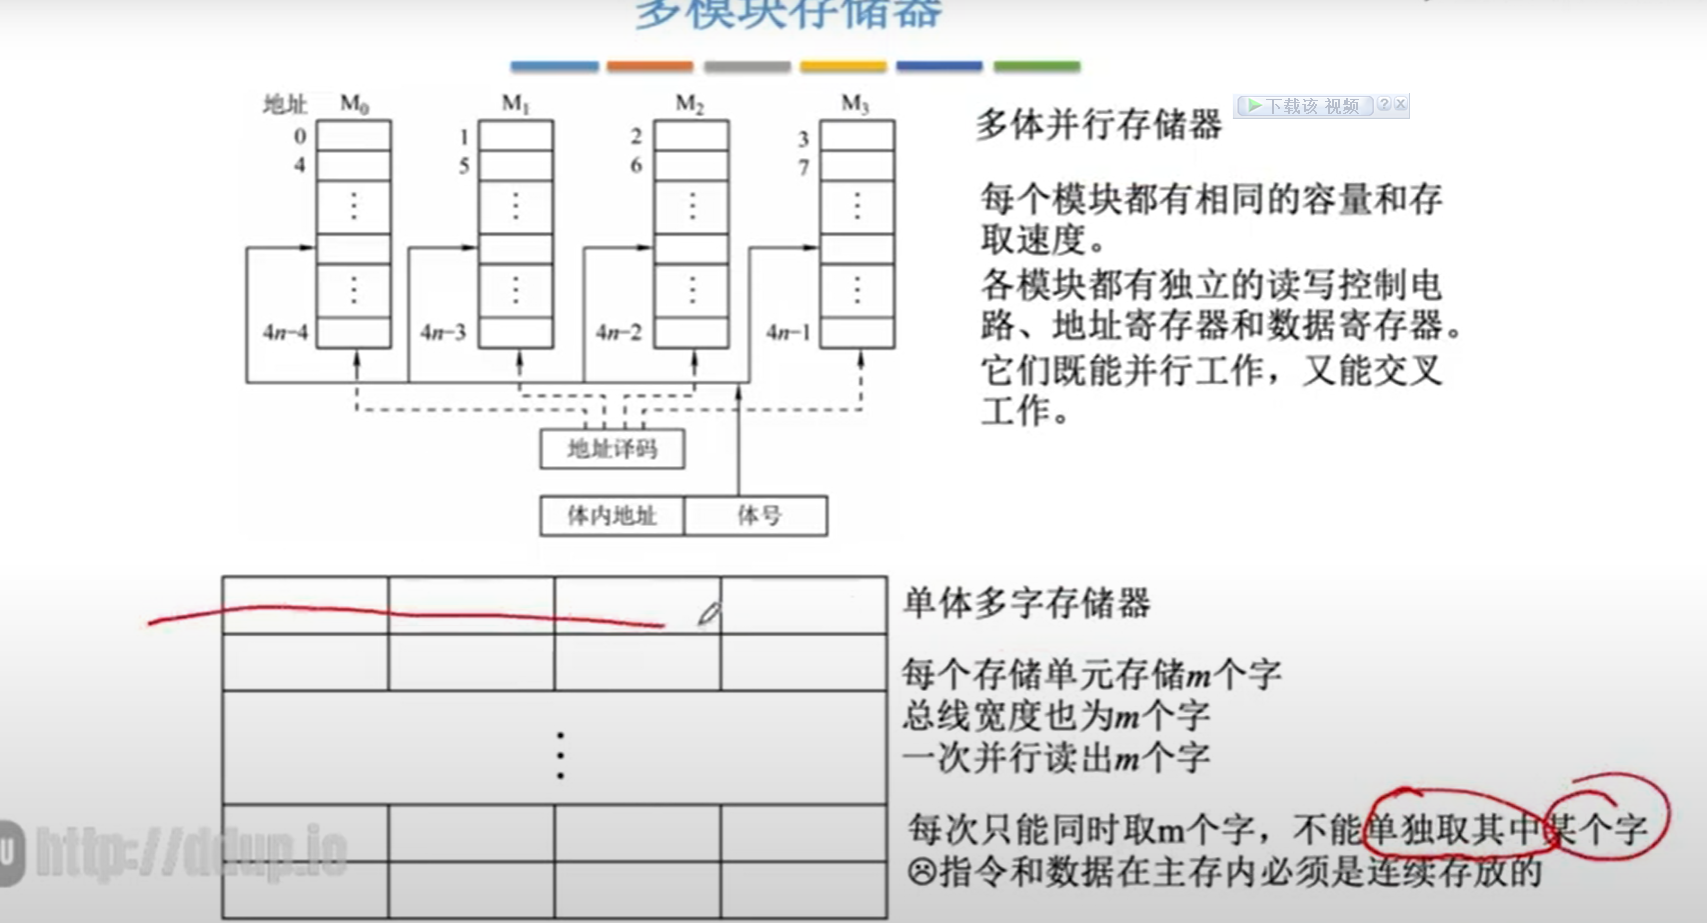 多模块存储器
下载该 视频 ? ×
地址 M₀ M₁ M₂ M₃
0 1 2 3
4 5 6 7
4n−4 4n−3 4n−2 4n−1
地址译码
体内地址 体号
多体并行存储器
每个模块都有相同的容量和存
取速度。
各模块都有独立的读写控制电
路、地址寄存器和数据寄存器。
它们既能并行工作，又能交叉
工作。
单体多字存储器
每个存储单元存储m个字
总线宽度也为m个字
一次并行读出m个字
每次只能同时取m个字，不能单独取其中某个字
☹指令和数据在主存内必须是连续存放的
U http://ddup.io